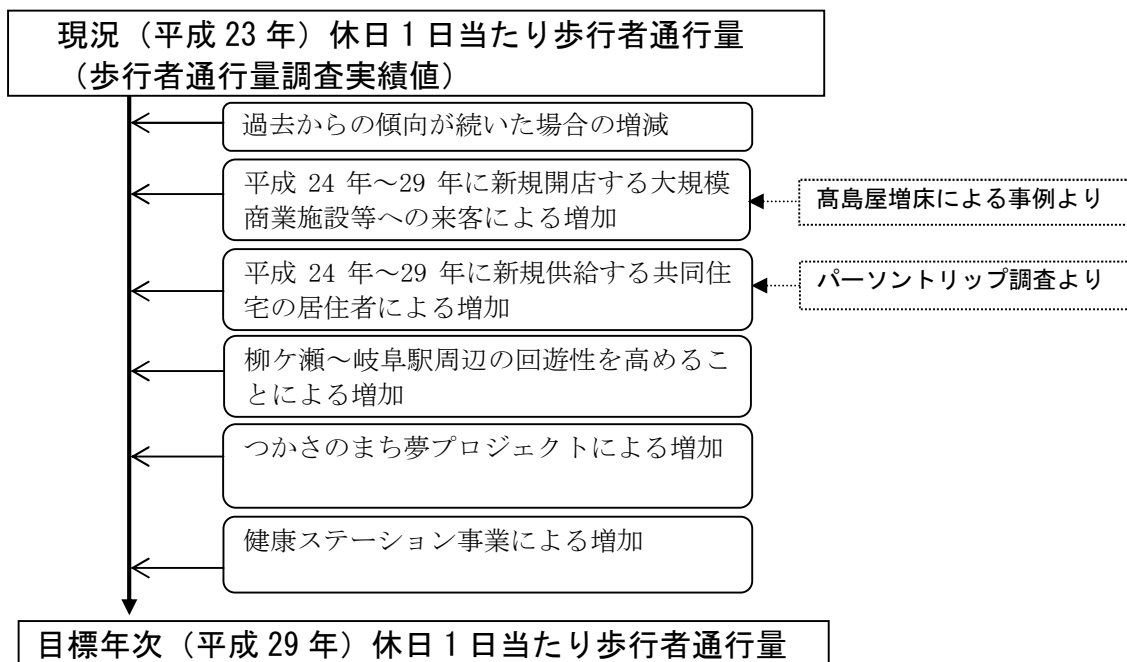 現況（平成 23 年）休日１日当たり歩行者通行量
（歩行者通行量調査実績値）
過去からの傾向が続いた場合の増減
平成 24 年～29 年に新規開店する大規模
商業施設等への来客による増加
髙島屋増床による事例より
平成 24 年～29 年に新規供給する共同住
宅の居住者による増加
パーソントリップ調査より
柳ケ瀬～岐阜駅周辺の回遊性を高めるこ
とによる増加
つかさのまち夢プロジェクトによる増加
健康ステーション事業による増加
目標年次（平成 29 年）休日１日当たり歩行者通行量